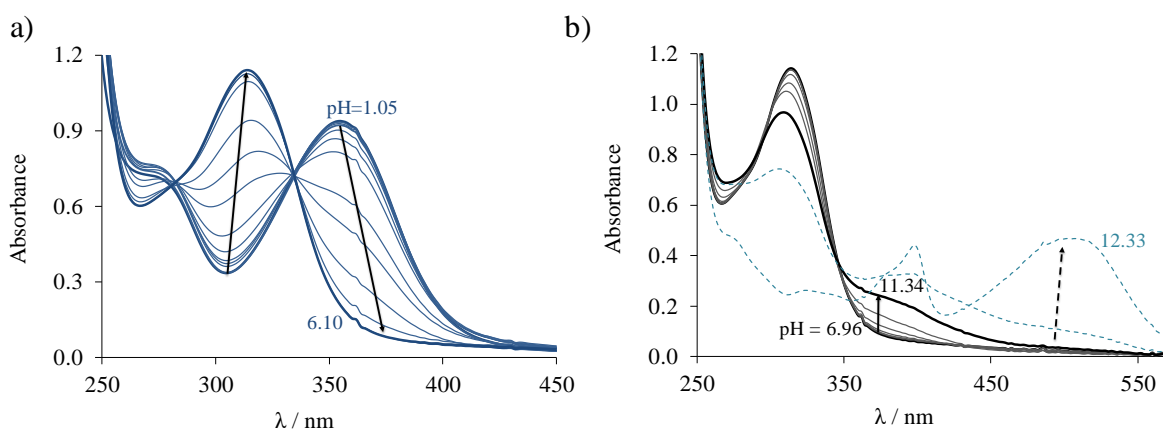 a)
Absorbance
1.2
0.9
0.6
0.3
0.0
pH=1.05
6.10
250 300 350 400 450
λ / nm
b)
Absorbance
1.2
1.0
0.8
0.6
0.4
0.2
0.0
12.33
11.34
pH = 6.96
250 350 450 550
λ / nm